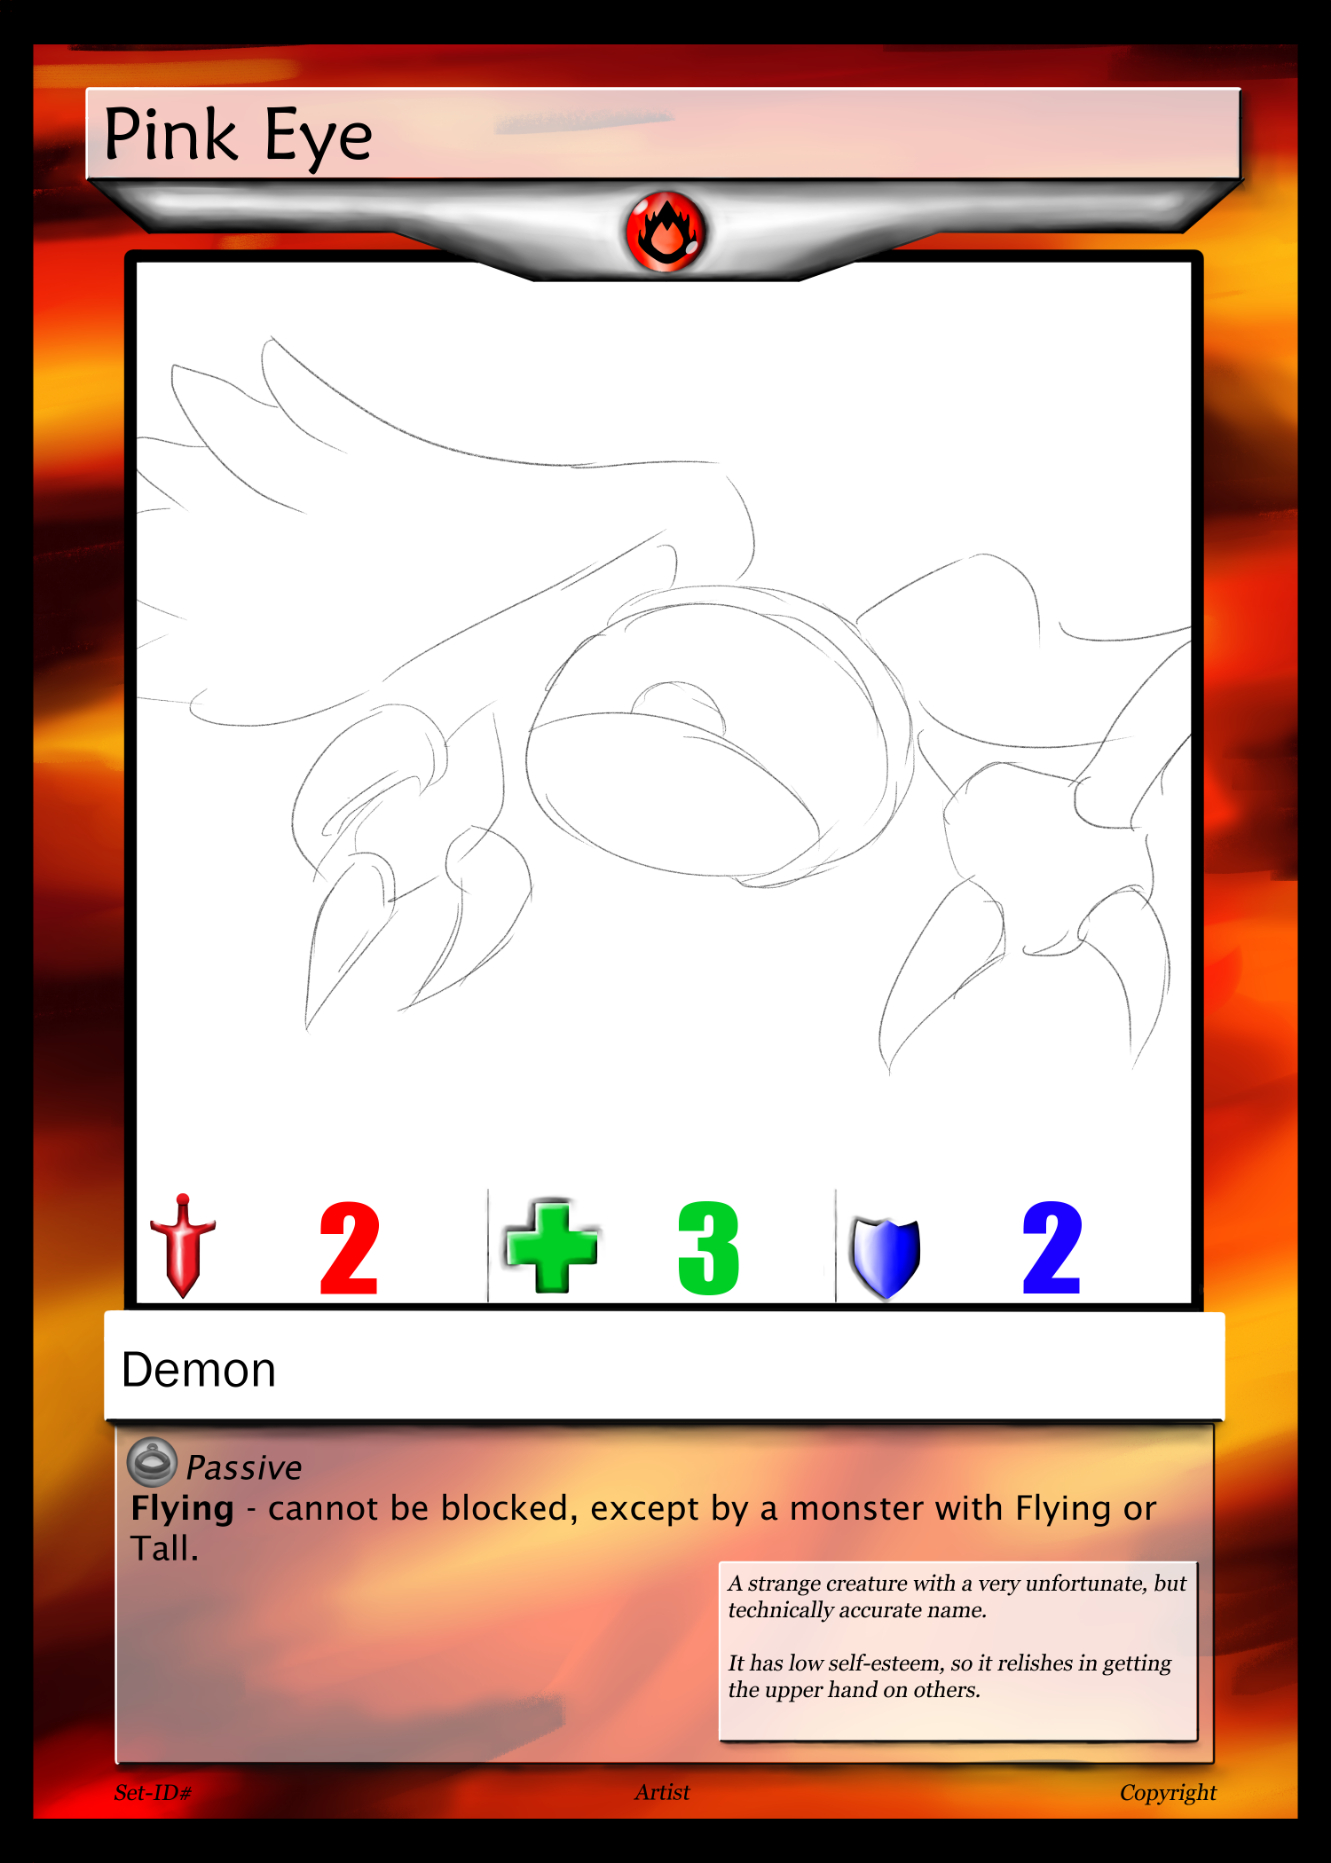 Pink Eye
2 3 2
Demon
Passive
Flying - cannot be blocked, except by a monster with Flying or
Tall.
A strange creature with a very unfortunate, but
technically accurate name.
It has low self-esteem, so it relishes in getting
the upper hand on others.
Set-ID# Artist Copyright